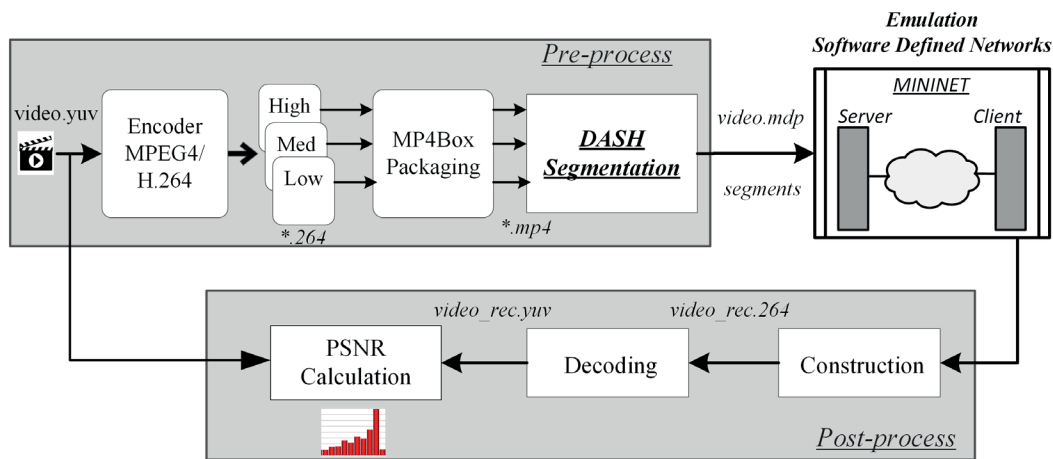 Emulation
Software Defined Networks
Pre-process
video.yuv
Encoder
MPEG4/
H.264
High
Med
Low
*.264
MP4Box
Packaging
*.mp4
DASH
Segmentation
video.mdp
segments
MININET
Server
Client
video_rec.yuv
video_rec.264
PSNR
Calculation
Decoding
Construction
Post-process